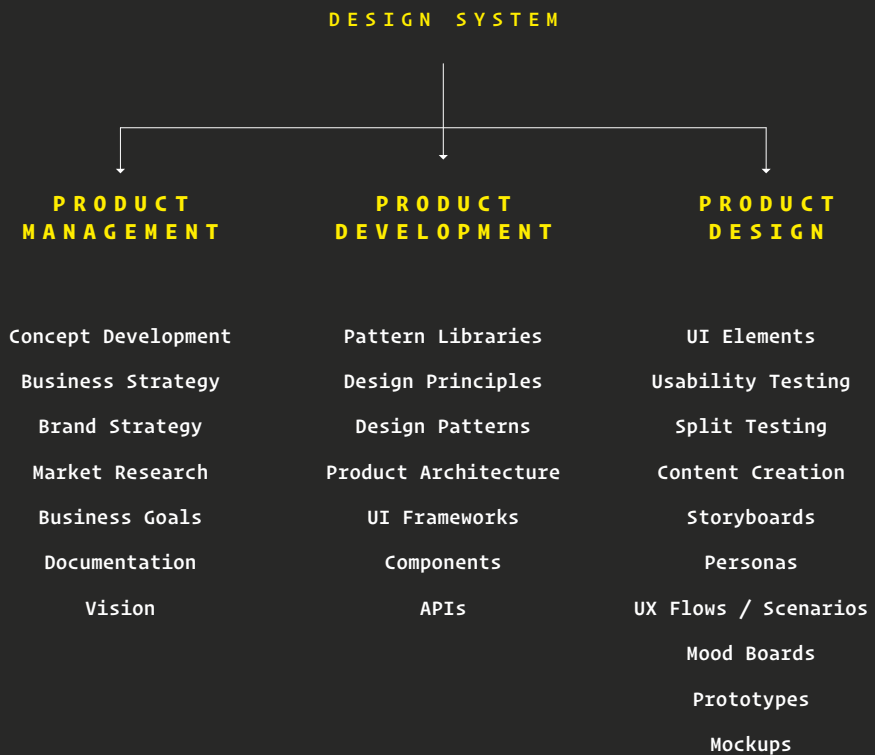 DESIGN SYSTEM
PRODUCT
MANAGEMENT
Concept Development
Business Strategy
Brand Strategy
Market Research
Business Goals
Documentation
Vision
PRODUCT
DEVELOPMENT
Pattern Libraries
Design Principles
Design Patterns
Product Architecture
UI Frameworks
Components
APIs
PRODUCT
DESIGN
UI Elements
Usability Testing
Split Testing
Content Creation
Storyboards
Personas
UX Flows / Scenarios
Mood Boards
Prototypes
Mockups